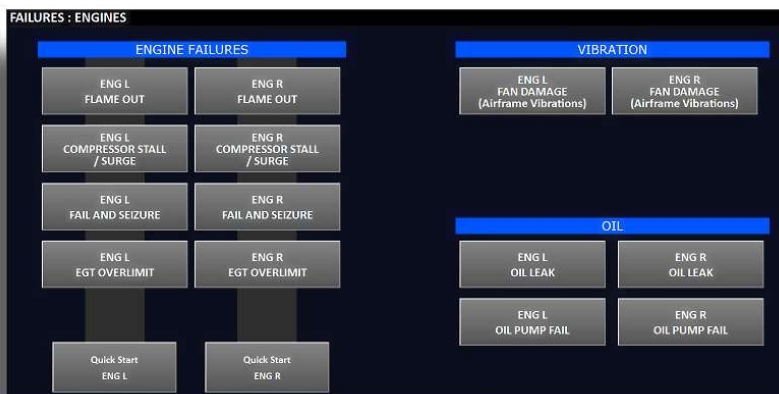 FAILURES : ENGINES
ENGINE FAILURES
ENG L
FLAME OUT
ENG R
FLAME OUT
ENG L
COMPRESSOR STALL
/ SURGE
ENG R
COMPRESSOR STALL
/ SURGE
ENG L
FAIL AND SEIZURE
ENG R
FAIL AND SEIZURE
ENG L
EGT OVERLIMIT
ENG R
EGT OVERLIMIT
Quick Start
ENG L
Quick Start
ENG R
VIBRATION
ENG L
FAN DAMAGE
(Airframe Vibrations)
ENG R
FAN DAMAGE
(Airframe Vibrations)
OIL
ENG L
OIL LEAK
ENG R
OIL LEAK
ENG L
OIL PUMP FAIL
ENG R
OIL PUMP FAIL